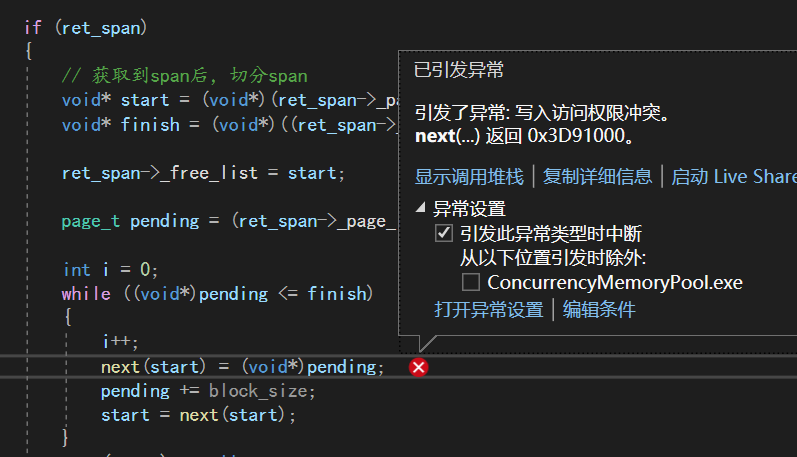 if (ret_span)
{
// 获取到span后，切分span
void* start = (void*)(ret_span->_pa
void* finish = (void*)((ret_span->_
ret_span->_free_list = start;
page_t pending = (ret_span->_page_
int i = 0;
while ((void*)pending <= finish)
{
i++;
next(start) = (void*)pending;
pending += block_size;
start = next(start);
}
已引发异常
引发了异常: 写入访问权限冲突。
next(...) 返回 0x3D91000。
显示调用堆栈 | 复制详细信息 | 启动 Live Share
异常设置
引发此异常类型时中断
从以下位置引发时除外:
ConcurrencyMemoryPool.exe
打开异常设置 | 编辑条件